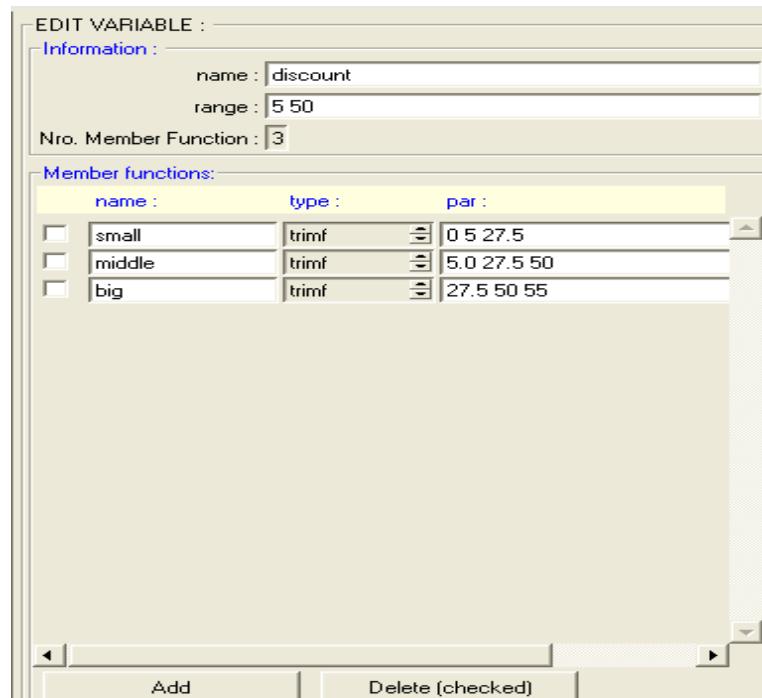 EDIT VARIABLE :
Information :
name : discount
range : 5 50
Nro. Member Function : 3
Member functions:
name : type : par :
small trimf 0 5 27.5
middle trimf 5.0 27.5 50
big trimf 27.5 50 55
Add Delete (checked)